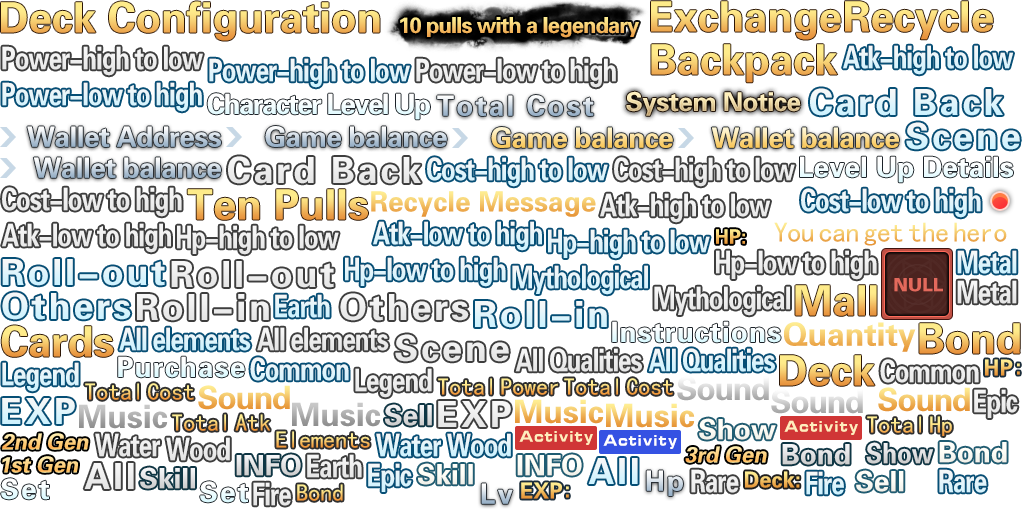 Deck Configuration
10 pulls with a legendary
Exchange
Recycle
Power-high to low
Power-high to low
Power-low to high
Backpack
Atk-high to low
Power-low to high
Character Level Up
Total Cost
System Notice
Card Back
Wallet Address
Game balance
Game balance
Wallet balance
Scene
Wallet balance
Card Back
Cost-high to low
Cost-high to low
Level Up Details
Cost-low to high
Ten Pulls
Recycle Message
Atk-high to low
Cost-low to high
Atk-low to high
Hp-high to low
Atk-low to high
Hp-high to low
HP:
You can get the hero
Roll-out
Roll-out
Hp-low to high
Mythological
Hp-low to high
NULL
Metal
Metal
Others
Roll-in
Earth
Others
Roll-in
Mythological
Mall
Cards
All elements
All elements
Scene
Instructions
Quantity
Bond
Legend
Purchase
Common
Legend
All Qualities
All Qualities
Deck
Common
HP:
EXP
Total Cost
Sound
Total Power
Total Cost
Sound
Sound
Sound
Epic
Music
Total Atk
Music
Sell
EXP
Music
Music
Show
Activity
Total Hp
2nd Gen
Water
Wood
Elements
Water
Wood
Activity
Activity
3rd Gen
Bond
Show
Bond
1st Gen
All
Skill
INFO
Earth
Epic
Skill
INFO
All
Hp
Rare
Deck:
Fire
Sell
Rare
Set
Set
Fire
Bond
Lv
EXP: